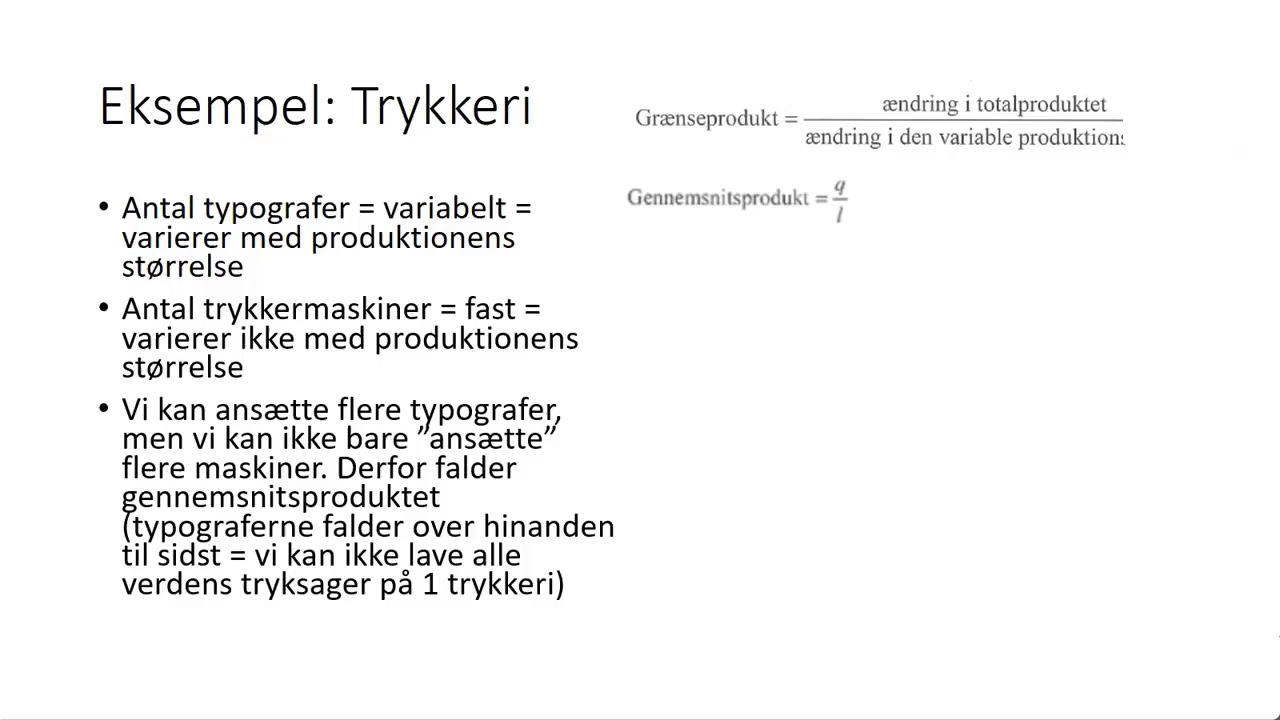 Eksempel: Trykkeri
• Antal typografer = variabelt =
varierer med produktionens
størrelse
• Antal trykkermaskiner = fast =
varierer ikke med produktionens
størrelse
• Vi kan ansætte flere typografer,
men vi kan ikke bare ”ansætte”
flere maskiner. Derfor falder
gennemsnitsproduktet
(typograferne falder over hinanden
til sidst = vi kan ikke lave alle
verdens tryksager på 1 trykkeri)
ændring i totalproduktet
Grænseprodukt =
ændring i den variable produktion
q
Gennemsnitsprodukt =
l